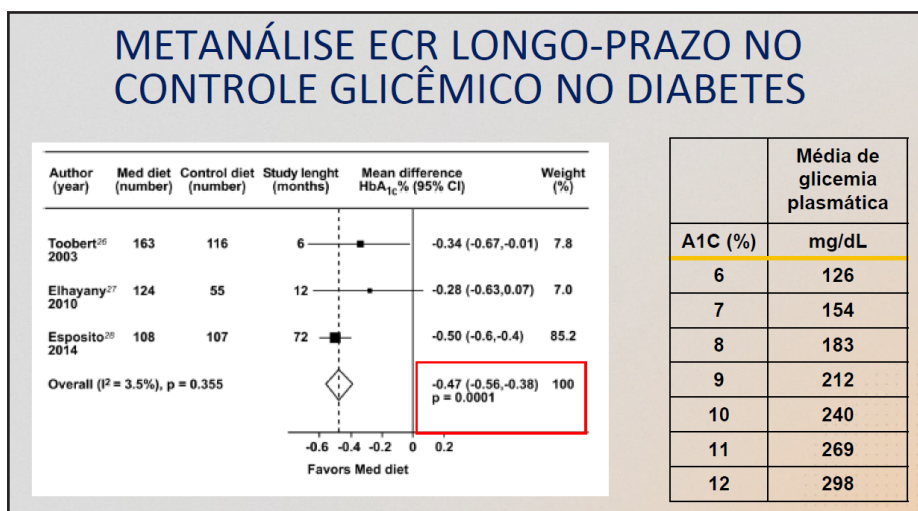 METANÁLISE ECR LONGO-PRAZO NO
CONTROLE GLICÊMICO NO DIABETES
Author Med diet Control diet Study lenght Mean difference Weight
(year) (number) (number) (months) HbA1c% (95% CI) (%)
Toobert26 163 116 6 -0.34 (-0.67,-0.01) 7.8
2003
Elhayany27 124 55 12 -0.28 (-0.63,0.07) 7.0
2010
Esposito28 108 107 72 -0.50 (-0.6,-0.4) 85.2
2014
Overall (I2 = 3.5%), p = 0.355 -0.47 (-0.56,-0.38) 100
p = 0.0001
-0.6 -0.4 -0.2 0 0.2
Favors Med diet
Média de
glicemia
plasmática
A1C (%) mg/dL
6 126
7 154
8 183
9 212
10 240
11 269
12 298